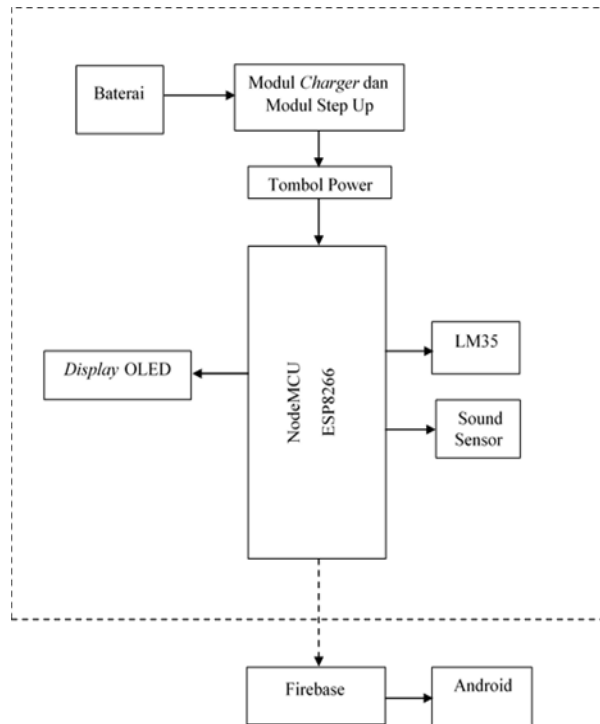 Baterai
Modul Charger dan
Modul Step Up
Tombol Power
NodeMCU
ESP8266
Display OLED
LM35
Sound
Sensor
Firebase
Android